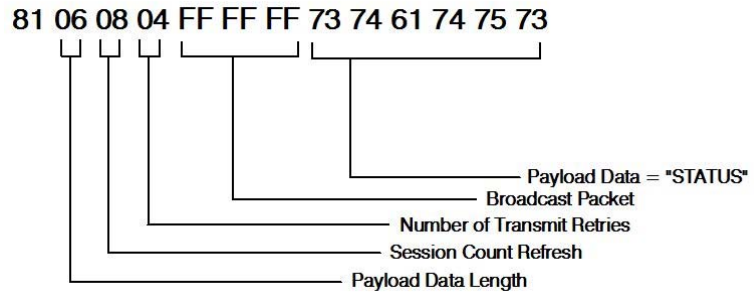 81 06 08 04 FF FF FF 73 74 61 74 75 73
Payload Data = "STATUS"
Broadcast Packet
Number of Transmit Retries
Session Count Refresh
Payload Data Length